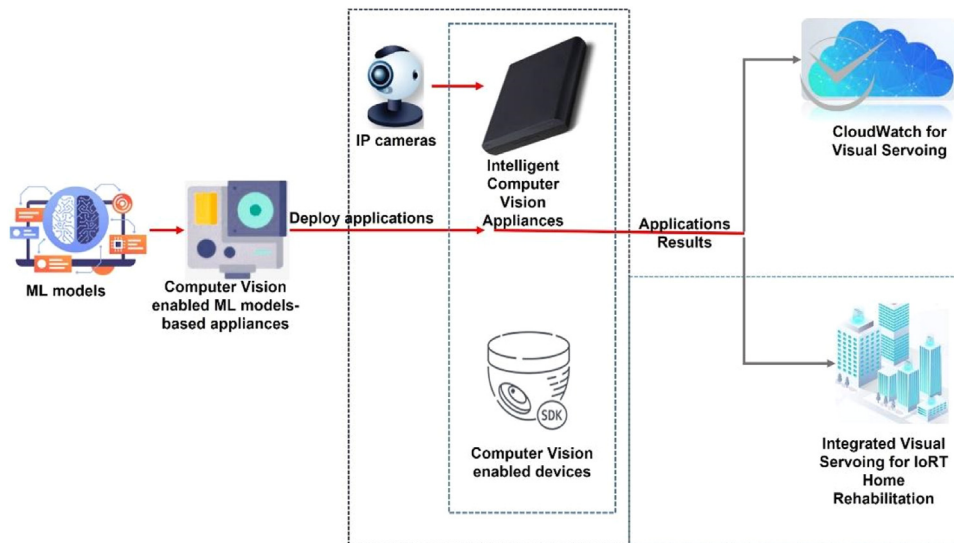 ML models
Computer Vision
enabled ML models-
based appliances
Deploy applications
IP cameras
Intelligent
Computer
Vision
Appliances
SDK
Computer Vision
enabled devices
Applications
Results
CloudWatch for
Visual Servoing
Integrated Visual
Servoing for IoRT
Home
Rehabilitation